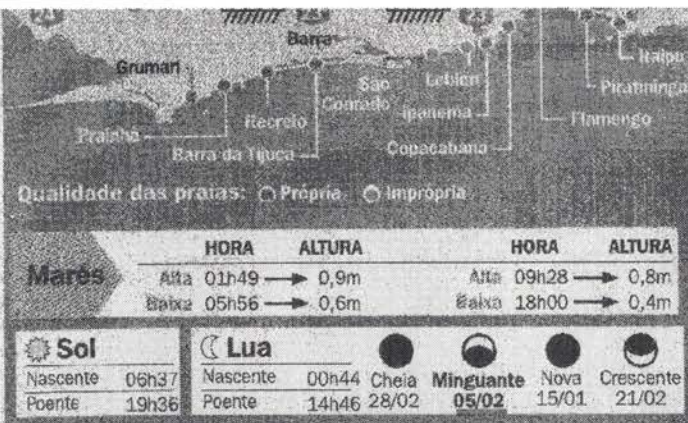 Barra
Grumari
Itaipu
São Conrado
Leblon
Piratininga
Ipanema
Flamengo
Prainha
Recreio
Barra da Tijuca
Copacabana
Qualidade das praias: Própria Imprópria
HORA ALTURA HORA ALTURA
Marés
Alta 01h49 → 0,9m Alta 09h28 → 0,8m
Baixa 05h56 → 0,6m Baixa 18h00 → 0,4m
Sol
Nascente 06h37
Poente 19h36
Lua
Nascente 00h44
Poente 14h46
Cheia 28/02
Minguante 05/02
Nova 15/01
Crescente 21/02